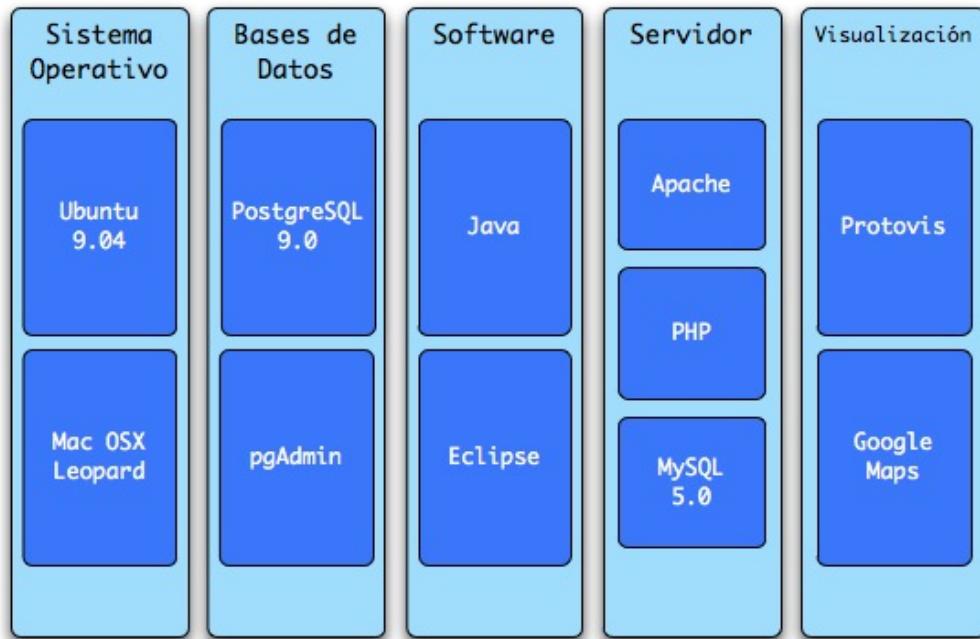 Sistema
Operativo
Ubuntu
9.04
Mac OSX
Leopard
Bases de
Datos
PostgreSQL
9.0
pgAdmin
Software
Java
Eclipse
Servidor
Apache
PHP
MySQL
5.0
Visualización
Protovis
Google
Maps